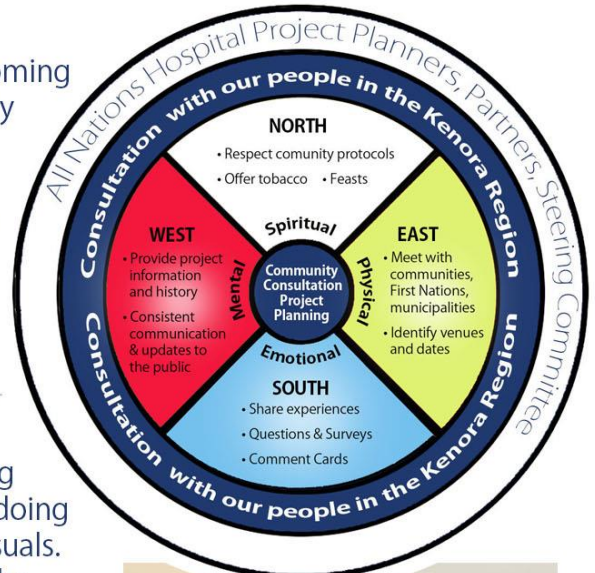 oming
y
g
doing
suals.
All Nations Hospital Project Planners, Partners, Steering Committee
Consultation with our people in the Kenora Region
NORTH
• Respect comunity protocols
• Offer tobacco • Feasts
Spiritual
WEST
• Provide project
information
and history
• Consistent
communication
& updates to
the public
Mental
Community
Consultation
Project
Planning
Physical
EAST
• Meet with
communities,
First Nations,
municipalities
• Identify venues
and dates
Emotional
SOUTH
• Share experiences
• Questions & Surveys
• Comment Cards
Consultation with our people in the Kenora Region